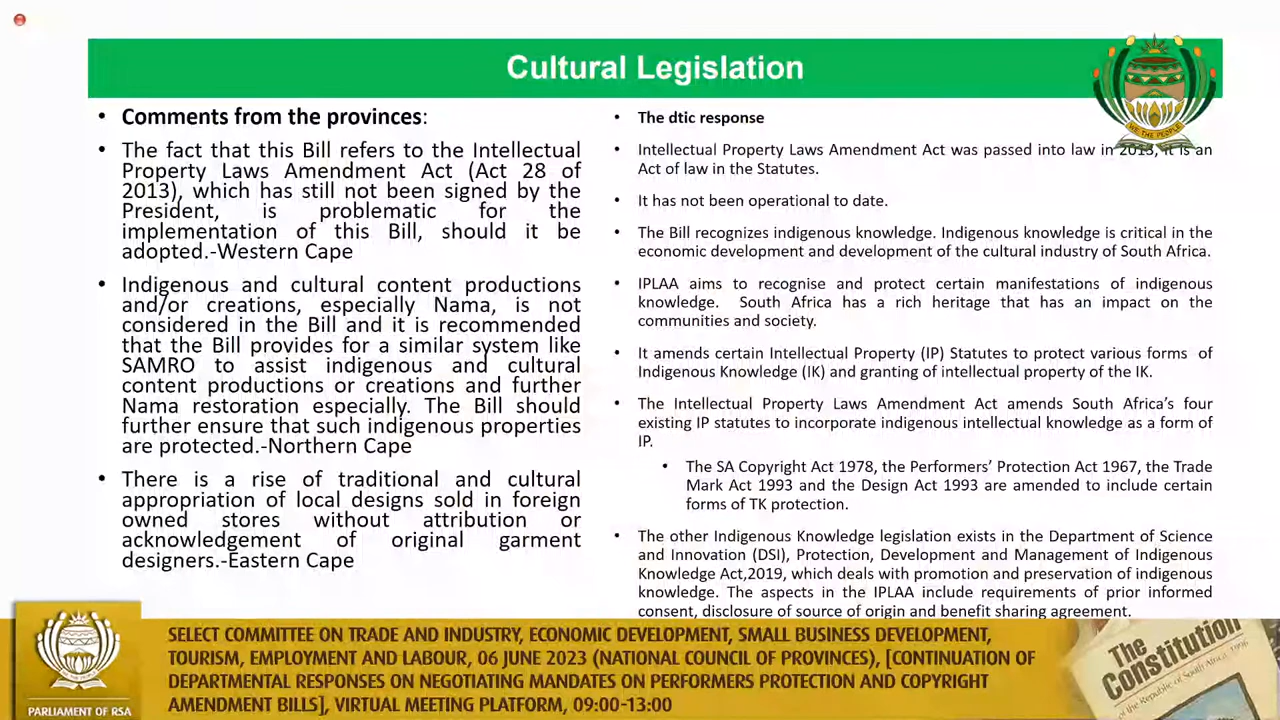 Cultural Legislation
• Comments from the provinces:
• The fact that this Bill refers to the Intellectual
Property Laws Amendment Act (Act 28 of
2013), which has still not been signed by the
President, is problematic for the
implementation of this Bill, should it be
adopted.-Western Cape
• Indigenous and cultural content productions
and/or creations, especially Nama, is not
considered in the Bill and it is recommended
that the Bill provides for a similar system like
SAMRO to assist indigenous and cultural
content productions or creations and further
Nama restoration especially. The Bill should
further ensure that such indigenous properties
are protected.-Northern Cape
• There is a rise of traditional and cultural
appropriation of local designs sold in foreign
owned stores without attribution or
acknowledgement of original garment
designers.-Eastern Cape
• The dtic response
• Intellectual Property Laws Amendment Act was passed into law in 2013, it is an
Act of law in the Statutes.
• It has not been operational to date.
• The Bill recognizes indigenous knowledge. Indigenous knowledge is critical in the
economic development and development of the cultural industry of South Africa.
• IPLAA aims to recognise and protect certain manifestations of indigenous
knowledge. South Africa has a rich heritage that has an impact on the
communities and society.
• It amends certain Intellectual Property (IP) Statutes to protect various forms of
Indigenous Knowledge (IK) and granting of intellectual property of the IK.
• The Intellectual Property Laws Amendment Act amends South Africa's four
existing IP statutes to incorporate indigenous intellectual knowledge as a form of
IP.
• The SA Copyright Act 1978, the Performers' Protection Act 1967, the Trade
Mark Act 1993 and the Design Act 1993 are amended to include certain
forms of TK protection.
• The other Indigenous Knowledge legislation exists in the Department of Science
and Innovation (DSI), Protection, Development and Management of Indigenous
Knowledge Act,2019, which deals with promotion and preservation of indigenous
knowledge. The aspects in the IPLAA include requirements of prior informed
consent, disclosure of source of origin and benefit sharing agreement.
WE THE PEOPLE
SELECT COMMITTEE ON TRADE AND INDUSTRY, ECONOMIC DEVELOPMENT, SMALL BUSINESS DEVELOPMENT,
TOURISM, EMPLOYMENT AND LABOUR, 06 JUNE 2023 (NATIONAL COUNCIL OF PROVINCES), [CONTINUATION OF
DEPARTMENTAL RESPONSES ON NEGOTIATING MANDATES ON PERFORMERS PROTECTION AND COPYRIGHT
AMENDMENT BILLS], VIRTUAL MEETING PLATFORM, 09:00-13:00
PARLIAMENT OF RSA
The
Constitution
of the Republic of South Africa, 1996